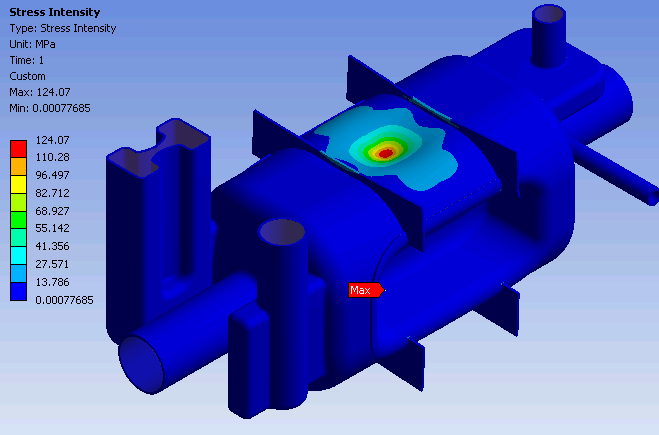 Stress Intensity
Type: Stress Intensity
Unit: MPa
Time: 1
Custom
Max: 124.07
Min: 0.00077685
124.07
110.28
96.497
82.712
68.927
55.142
41.356
27.571
13.786
0.00077685
Max